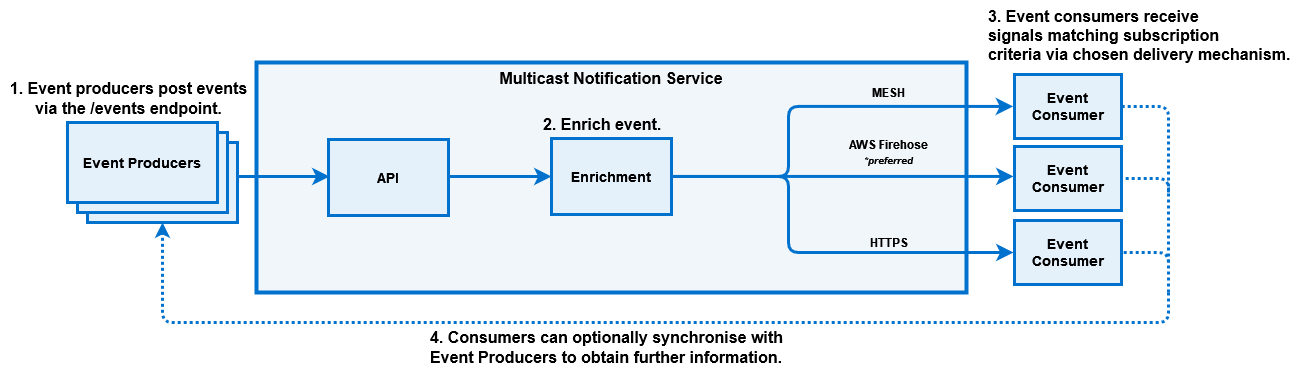 3. Event consumers receive
signals matching subscription
criteria via chosen delivery mechanism.
1. Event producers post events
via the /events endpoint.
Multicast Notification Service
Event Producers
API
2. Enrich event.
Enrichment
MESH
AWS Firehose
*preferred
HTTPS
Event
Consumer
Event
Consumer
Event
Consumer
4. Consumers can optionally synchronise with
Event Producers to obtain further information.